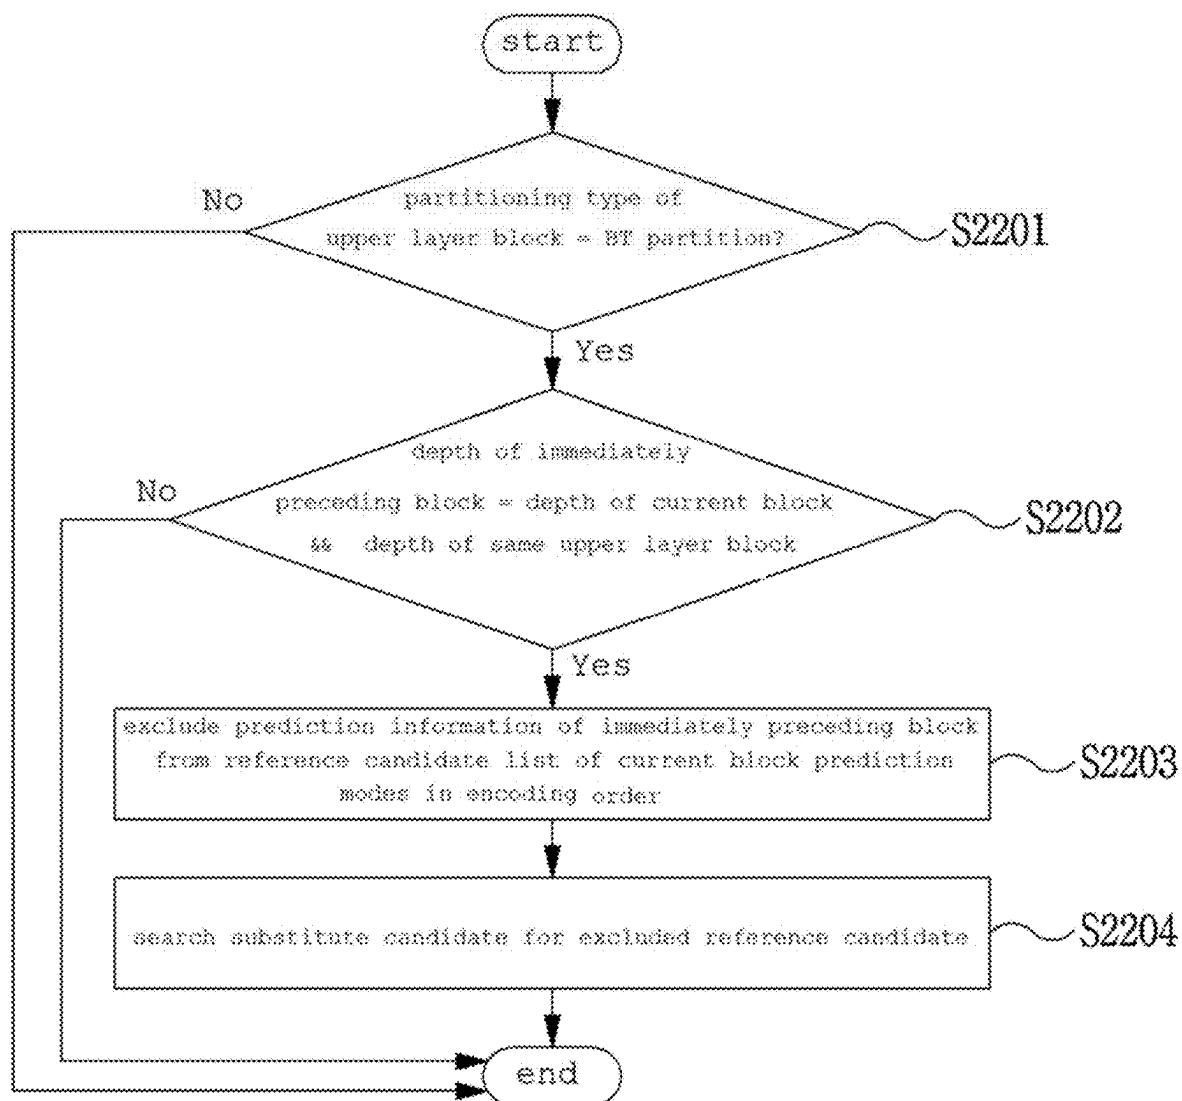 start
partitioning type of
No
upper layer block = BT partition?
S2201
Yes
depth of immediately
No
preceding block = depth of current block
S2202
&& depth of same upper layer block
Yes
exclude prediction information of immediately preceding block
from reference candidate list of current block prediction
modes in encoding order
S2203
search substitute candidate for excluded reference candidate
S2204
end